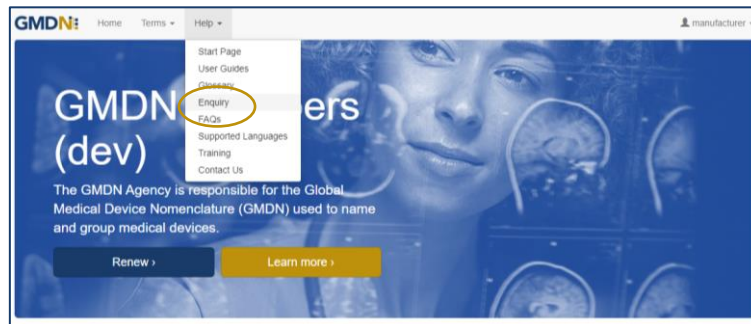 GMDN
Home Terms Help manufacturer
Start Page
User Guides
Glossary
Enquiry
FAQs
Supported Languages
Training
Contact Us
GMDN ers
(dev)
The GMDN Agency is responsible for the Global
Medical Device Nomenclature (GMDN) used to name
and group medical devices.
Renew ›
Learn more ›